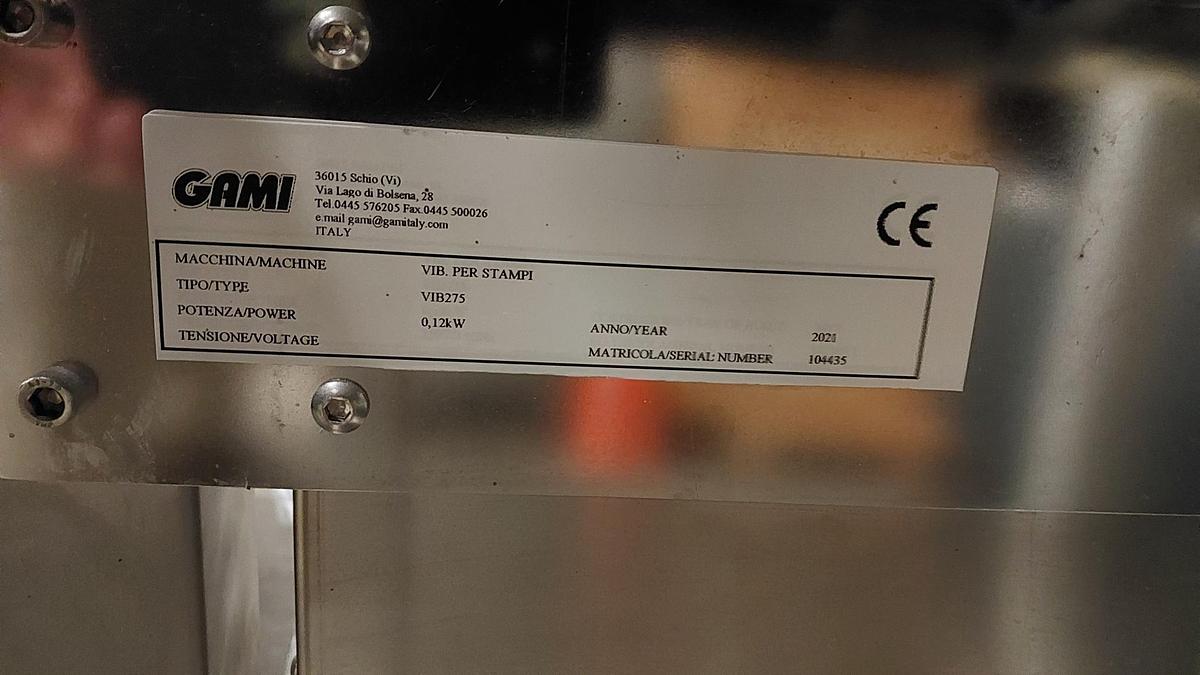 GAMI
36015 Schio (Vi)
Via Lago di Bolsena, 28
Tel.0445 576205 Fax.0445 500026
e.mail gami@gamitaly.com
ITALY
CE
MACCHINA/MACHINE VIB. PER STAMPI
TIPO/TYPE VIB275
POTENZA/POWER 0,12kW
TENSIONE/VOLTAGE
ANNO/YEAR 2021
MATRICOLA/SERIAL NUMBER 104435